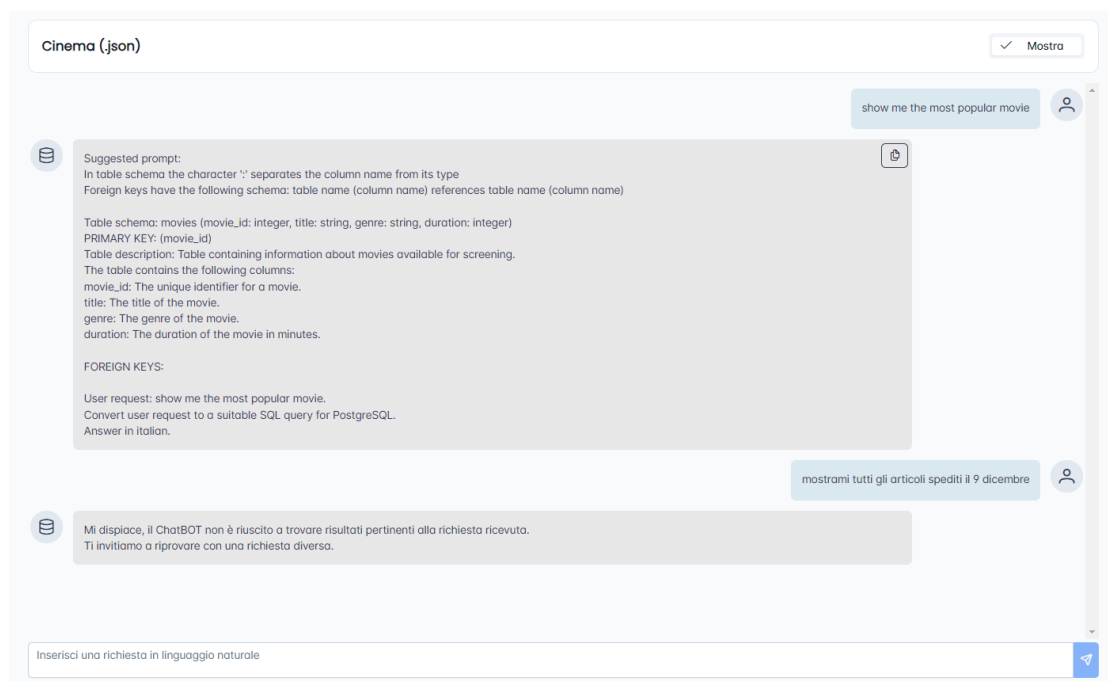 Cinema (.json)
Mostra
show me the most popular movie
Suggested prompt:
In table schema the character ':' separates the column name from its type
Foreign keys have the following schema: table name (column name) references table name (column name)
Table schema: movies (movie_id: integer, title: string, genre: string, duration: integer)
PRIMARY KEY: (movie_id)
Table description: Table containing information about movies available for screening.
The table contains the following columns:
movie_id: The unique identifier for a movie.
title: The title of the movie.
genre: The genre of the movie.
duration: The duration of the movie in minutes.
FOREIGN KEYS:
User request: show me the most popular movie.
Convert user request to a suitable SQL query for PostgreSQL.
Answer in italian.
mostrami tutti gli articoli spediti il 9 dicembre
Mi dispiace, il ChatBOT non è riuscito a trovare risultati pertinenti alla richiesta ricevuta.
Ti invitiamo a riprovare con una richiesta diversa.
Inserisci una richiesta in linguaggio naturale